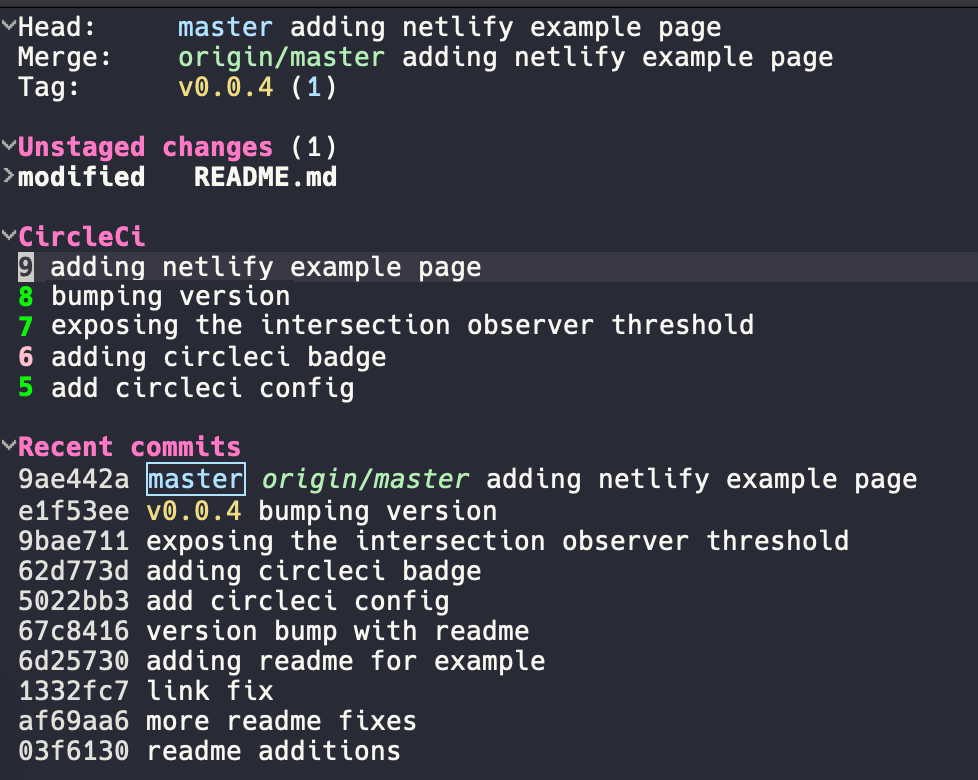 Head: master adding netlify example page
Merge: origin/master adding netlify example page
Tag: v0.0.4 (1)
Unstaged changes (1)
modified README.md
CircleCi
9 adding netlify example page
8 bumping version
7 exposing the intersection observer threshold
6 adding circleci badge
5 add circleci config
Recent commits
9ae442a master origin/master adding netlify example page
e1f53ee v0.0.4 bumping version
9bae711 exposing the intersection observer threshold
62d773d adding circleci badge
5022bb3 add circleci config
67c8416 version bump with readme
6d25730 adding readme for example
1332fc7 link fix
af69aa6 more readme fixes
03f6130 readme additions